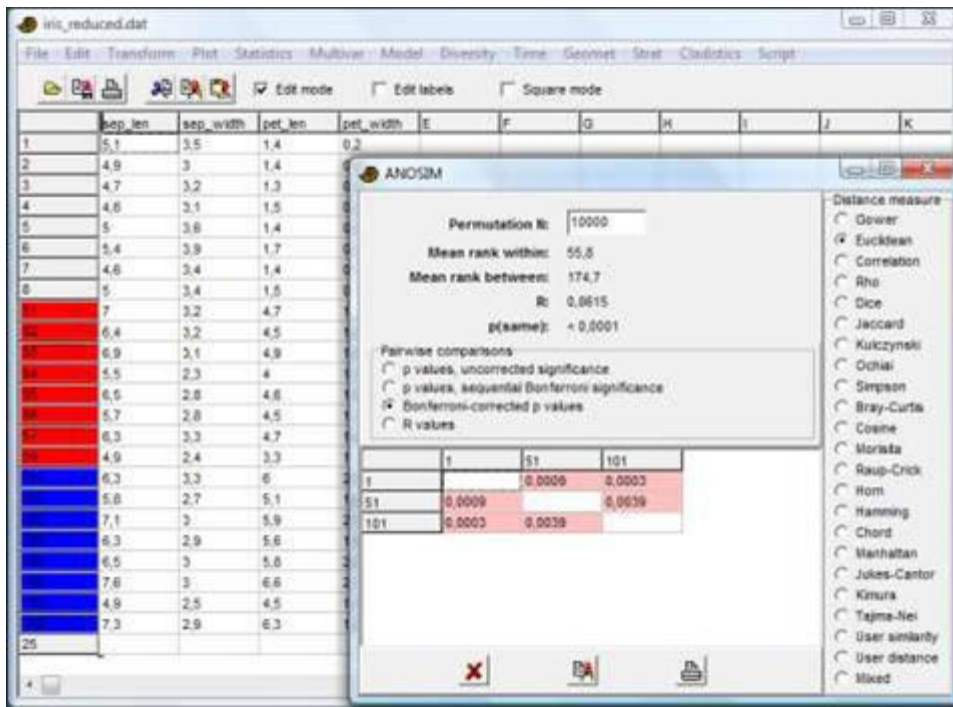 iris_reduced.dat
File Edit Transform Plot Statistics Multivar Model Diversity Time Geomet Strat Cladistics Script
Edit mode Edit labels Square mode
sep_len sep_width pet_len pet_width E F G H I J K
1 5,1 3,5 1,4 0,2
2 4,9 3 1,4
3 4,7 3,2 1,3
4 4,6 3,1 1,5
5 5 3,6 1,4
6 5,4 3,9 1,7
7 4,6 3,4 1,4
8 5 3,4 1,5
7 3,2 4,7
6,4 3,2 4,5
6,9 3,1 4,9
5,5 2,3 4
6,5 2,8 4,6
5,7 2,8 4,5
6,3 3,3 4,7
4,9 2,4 3,3
6,3 3,3 6
5,8 2,7 5,1
7,1 3 5,9
6,3 2,9 5,6
6,5 3 5,8
7,6 3 6,6
4,9 2,5 4,5
7,3 2,9 6,3
25
ANOSIM
Permutation N: 10000
Mean rank within: 55,8
Mean rank between: 174,7
R: 0,8615
p(same): < 0,0001
Pairwise comparisons
p values, uncorrected significance
p values, sequential Bonferroni significance
Bonferroni-corrected p values
R values
1 51 101
1 0,0009 0,0003
51 0,0009 0,0039
101 0,0003 0,0039
Distance measure
Gower
Euclidean
Correlation
Rho
Dice
Jaccard
Kulczynski
Ochiai
Simpson
Bray-Curtis
Cosine
Morisita
Raup-Crick
Horn
Hamming
Chord
Manhattan
Jukes-Cantor
Kimura
Tajima-Nei
User similarity
User distance
Mixed